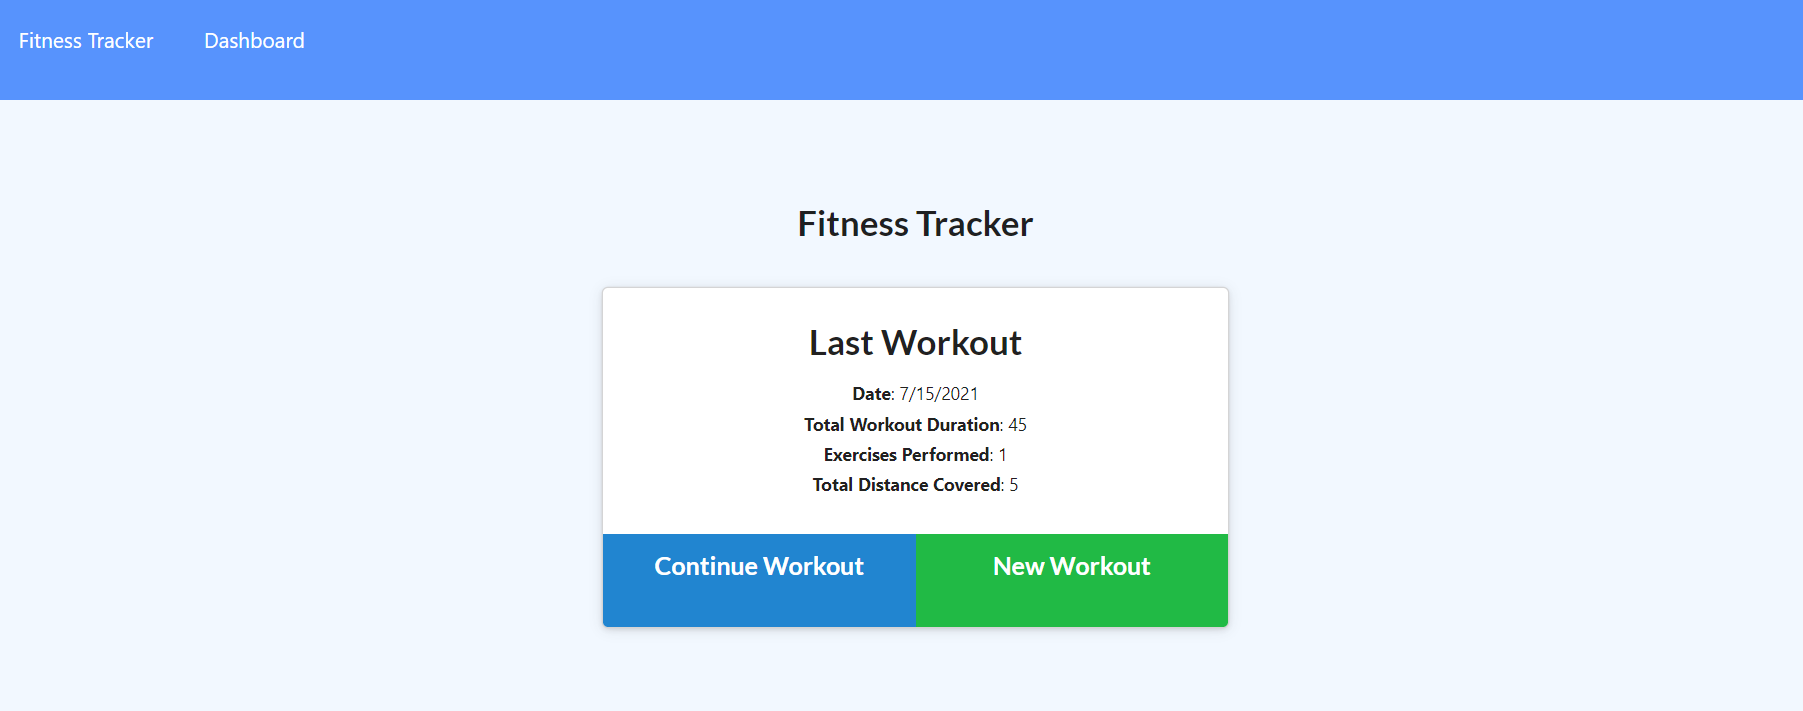 Fitness Tracker Dashboard
Fitness Tracker
Last Workout
Date: 7/15/2021
Total Workout Duration: 45
Exercises Performed: 1
Total Distance Covered: 5
Continue Workout New Workout